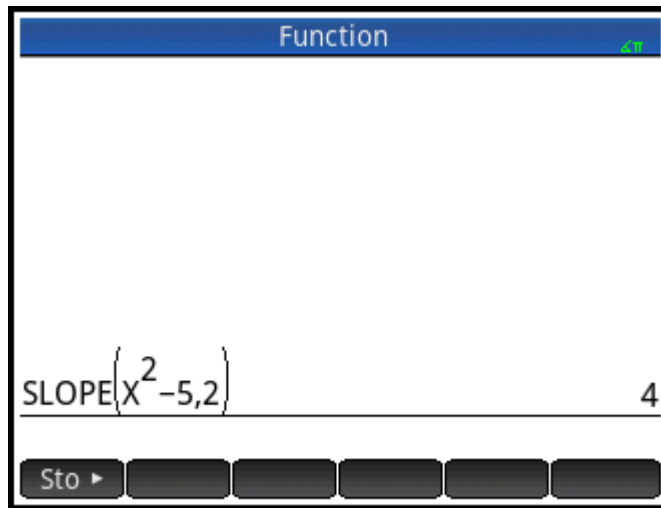 Function
∡π
SLOPE(X²−5,2)
4
Sto ►